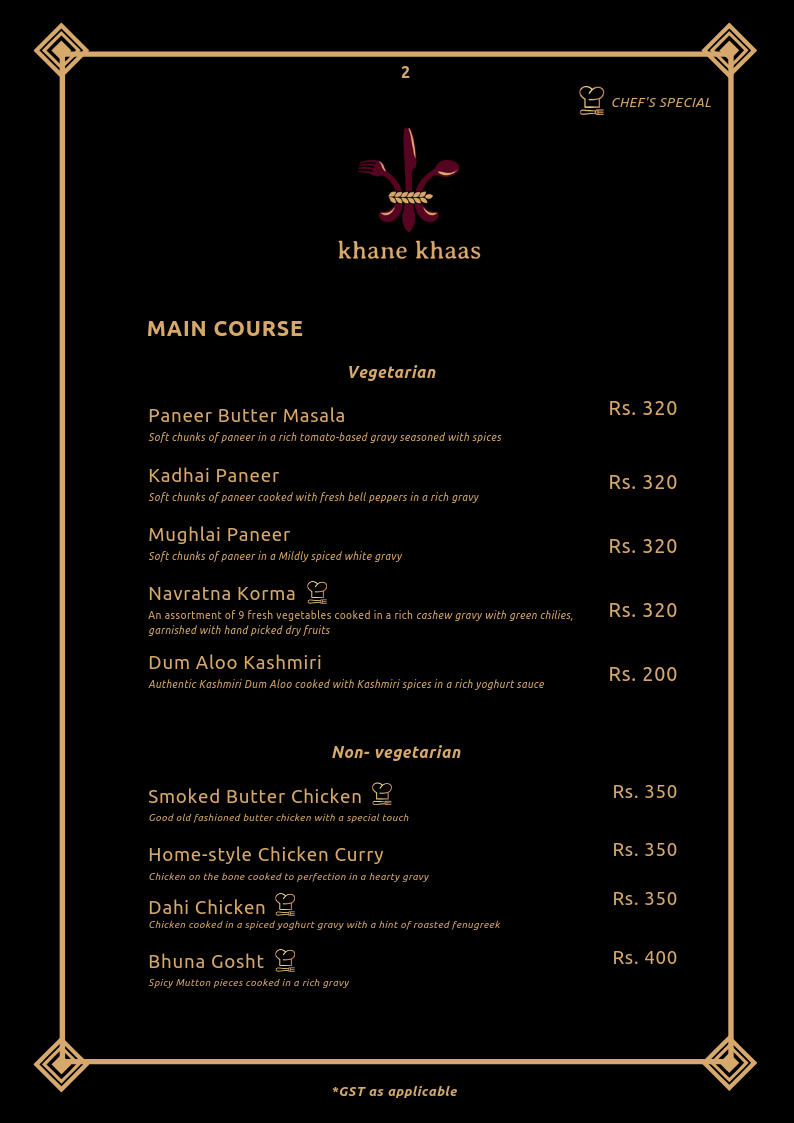 2
CHEF'S SPECIAL
khane khaas
MAIN COURSE
Vegetarian
Paneer Butter Masala Rs. 320
Soft chunks of paneer in a rich tomato-based gravy seasoned with spices
Kadhai Paneer Rs. 320
Soft chunks of paneer cooked with fresh bell peppers in a rich gravy
Mughlai Paneer Rs. 320
Soft chunks of paneer in a Mildly spiced white gravy
Navratna Korma Rs. 320
An assortment of 9 fresh vegetables cooked in a rich cashew gravy with green chilies,
garnished with hand picked dry fruits
Dum Aloo Kashmiri Rs. 200
Authentic Kashmiri Dum Aloo cooked with Kashmiri spices in a rich yoghurt sauce
Non- vegetarian
Smoked Butter Chicken Rs. 350
Good old fashioned butter chicken with a special touch
Home-style Chicken Curry Rs. 350
Chicken on the bone cooked to perfection in a hearty gravy
Dahi Chicken Rs. 350
Chicken cooked in a spiced yoghurt gravy with a hint of roasted fenugreek
Bhuna Gosht Rs. 400
Spicy Mutton pieces cooked in a rich gravy
*GST as applicable